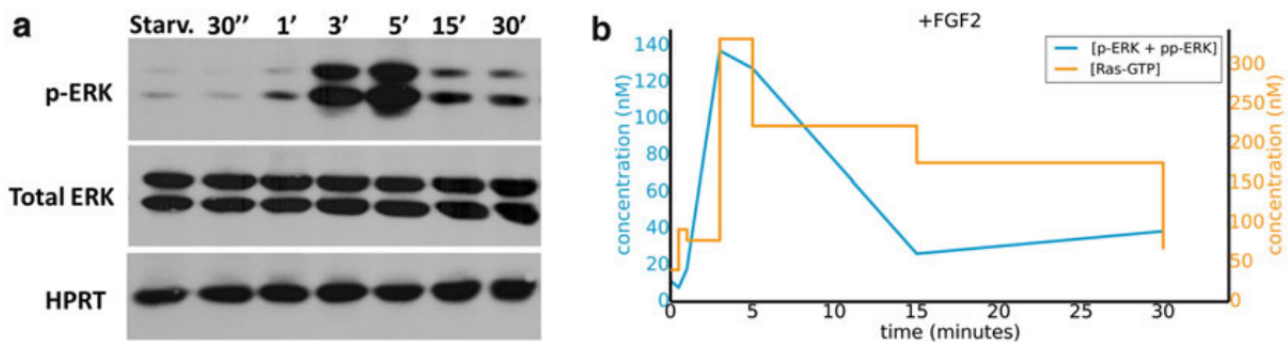 a
Starv. 30'' 1' 3' 5' 15' 30'
p-ERK
Total ERK
HPRT
b
+FGF2
[p-ERK + pp-ERK]
[Ras-GTP]
concentration (nM)
140
120
100
80
60
40
20
0
300
250
200
150
100
50
0
concentration (nM)
0 5 10 15 20 25 30
time (minutes)